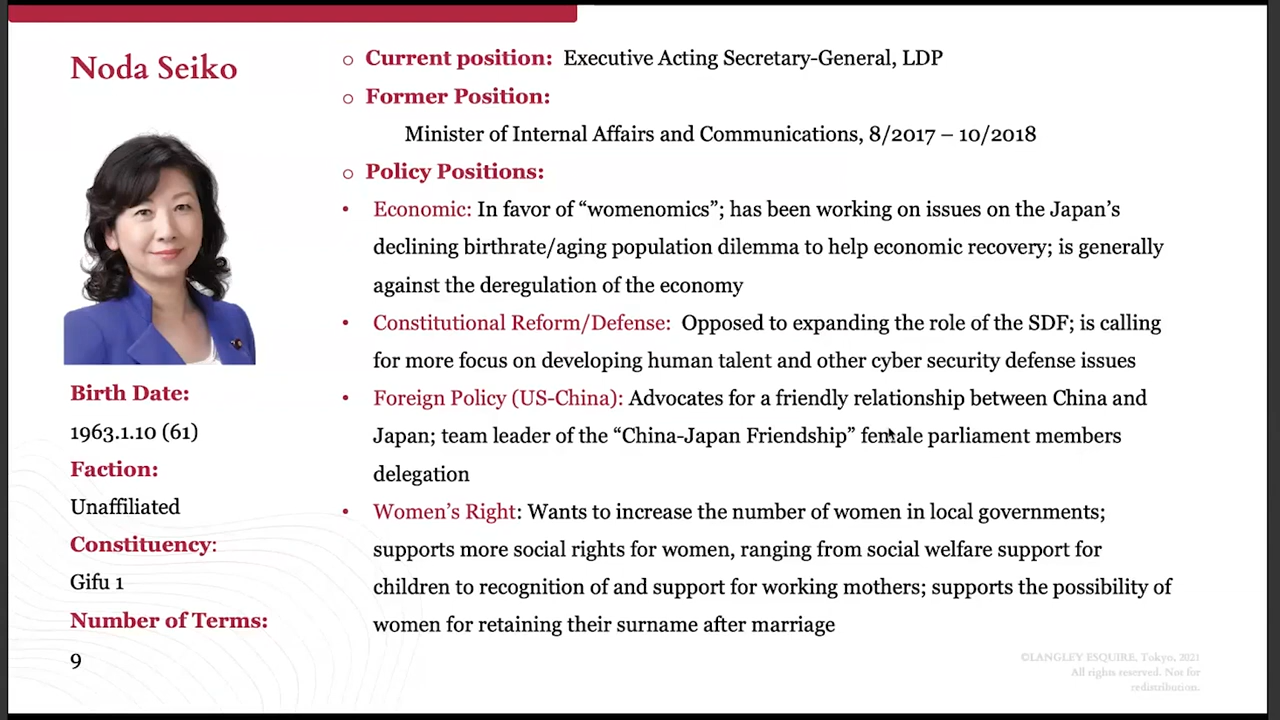 Noda Seiko
Birth Date:
1963.1.10 (61)
Faction:
Unaffiliated
Constituency:
Gifu 1
Number of Terms:
9
Current position: Executive Acting Secretary-General, LDP
Former Position:
Minister of Internal Affairs and Communications, 8/2017 – 10/2018
Policy Positions:
Economic: In favor of “womenomics”; has been working on issues on the Japan’s
declining birthrate/aging population dilemma to help economic recovery; is generally
against the deregulation of the economy
Constitutional Reform/Defense: Opposed to expanding the role of the SDF; is calling
for more focus on developing human talent and other cyber security defense issues
Foreign Policy (US-China): Advocates for a friendly relationship between China and
Japan; team leader of the “China-Japan Friendship” female parliament members
delegation
Women’s Right: Wants to increase the number of women in local governments;
supports more social rights for women, ranging from social welfare support for
children to recognition of and support for working mothers; supports the possibility of
women for retaining their surname after marriage
©LANGLEY ESQUIRE, Tokyo, 2021
All rights reserved. Not for
redistribution.